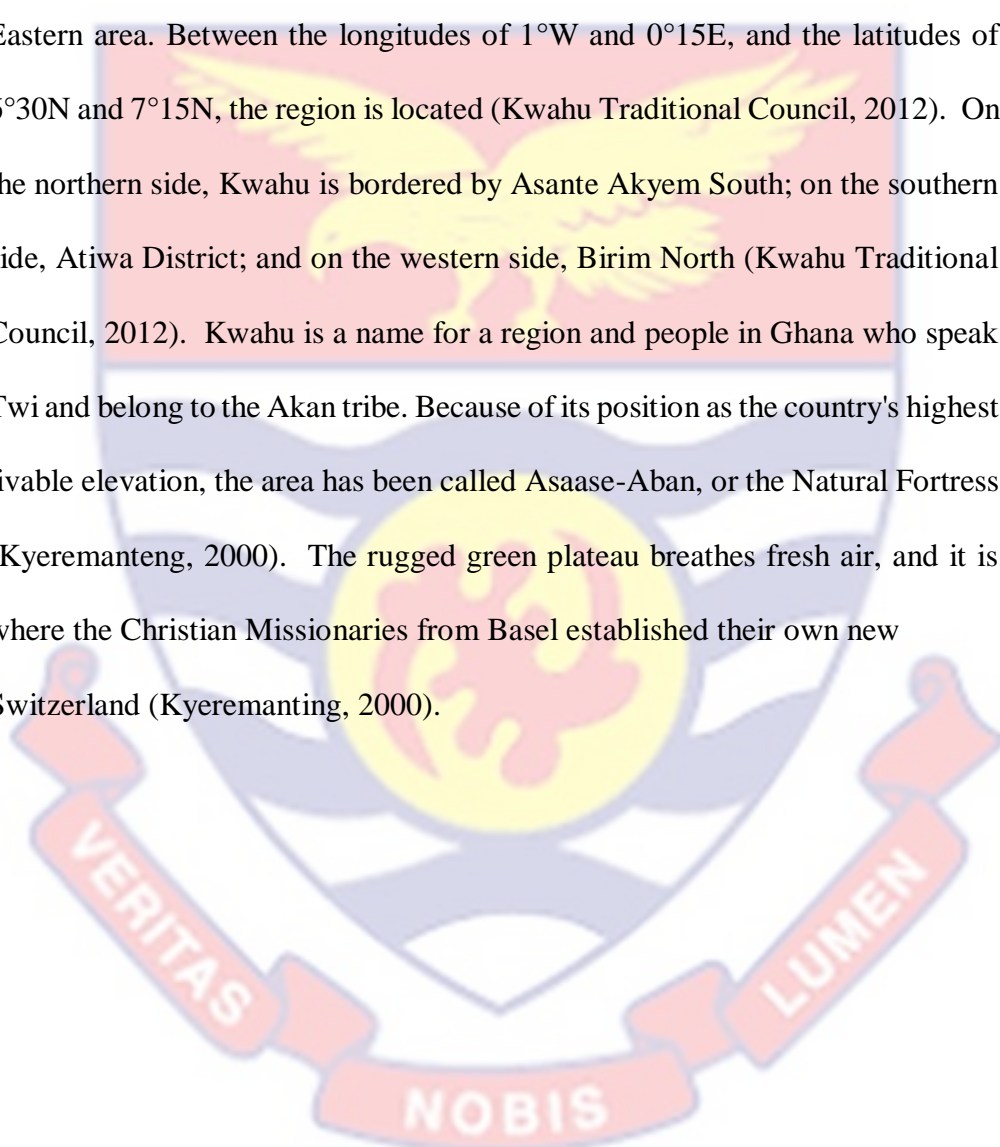 Eastern area. Between the longitudes of 1°W and 0°15E, and the latitudes of
6°30N and 7°15N, the region is located (Kwahu Traditional Council, 2012). On
the northern side, Kwahu is bordered by Asante Akyem South; on the southern
side, Atiwa District; and on the western side, Birim North (Kwahu Traditional
Council, 2012). Kwahu is a name for a region and people in Ghana who speak
Twi and belong to the Akan tribe. Because of its position as the country's highest
livable elevation, the area has been called Asaase-Aban, or the Natural Fortress
(Kyeremanteng, 2000). The rugged green plateau breathes fresh air, and it is
where the Christian Missionaries from Basel established their own new
Switzerland (Kyeremanting, 2000).
VERITAS
NOBIS
LUMEN